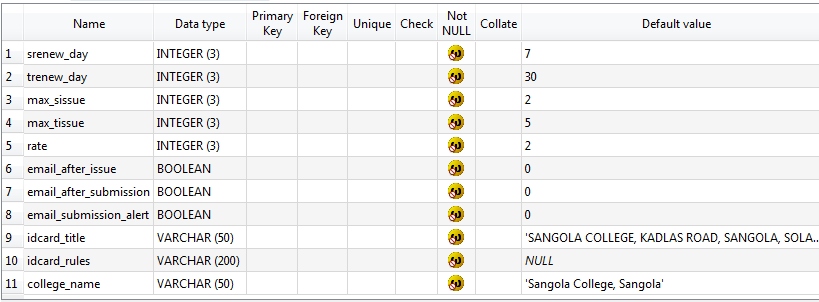 Name Data type Primary Key Foreign Key Unique Check Not NULL Collate Default value
1 srenew_day INTEGER (3) 7
2 trenew_day INTEGER (3) 30
3 max_sissue INTEGER (3) 2
4 max_tissue INTEGER (3) 5
5 rate INTEGER (3) 2
6 email_after_issue BOOLEAN 0
7 email_after_submission BOOLEAN 0
8 email_submission_alert BOOLEAN 0
9 idcard_title VARCHAR (50) 'SANGOLA COLLEGE, KADLAS ROAD, SANGOLA, SOLA...
10 idcard_rules VARCHAR (200) NULL
11 college_name VARCHAR (50) 'Sangola College, Sangola'